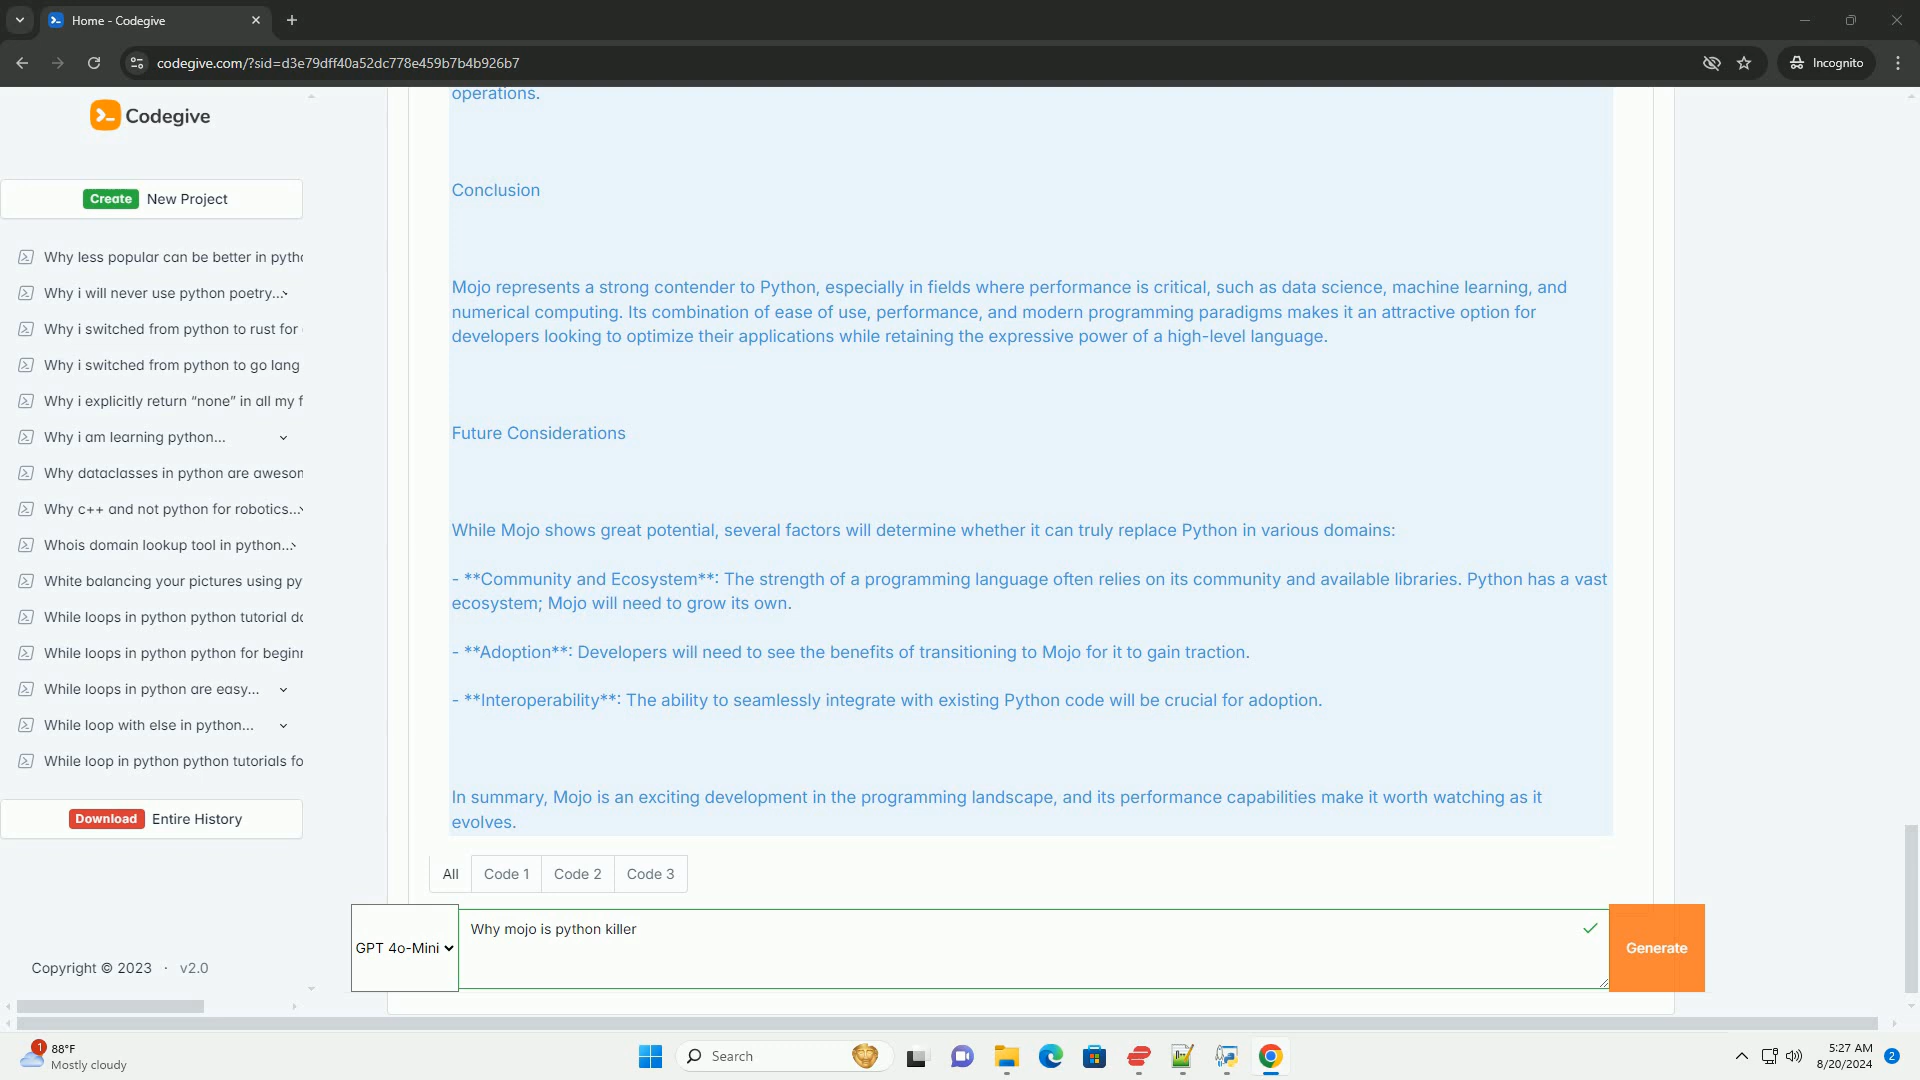 Home - Codegive
codegive.com/?sid=d3e79dff40a52dc778e459b7b4b926b7
Incognito
Codegive
Create New Project
Why less popular can be better in pytho
Why i will never use python poetry...
Why i switched from python to rust for
Why i switched from python to go lang
Why i explicitly return “none” in all my f
Why i am learning python...
Why dataclasses in python are awesom
Why c++ and not python for robotics...
Whois domain lookup tool in python...
White balancing your pictures using py
While loops in python python tutorial do
While loops in python python for beginn
While loops in python are easy...
While loop with else in python...
While loop in python python tutorials fo
Download Entire History
Copyright © 2023 · v2.0
operations.
Conclusion
Mojo represents a strong contender to Python, especially in fields where performance is critical, such as data science, machine learning, and
numerical computing. Its combination of ease of use, performance, and modern programming paradigms makes it an attractive option for
developers looking to optimize their applications while retaining the expressive power of a high-level language.
Future Considerations
While Mojo shows great potential, several factors will determine whether it can truly replace Python in various domains:
- **Community and Ecosystem**: The strength of a programming language often relies on its community and available libraries. Python has a vast
ecosystem; Mojo will need to grow its own.
- **Adoption**: Developers will need to see the benefits of transitioning to Mojo for it to gain traction.
- **Interoperability**: The ability to seamlessly integrate with existing Python code will be crucial for adoption.
In summary, Mojo is an exciting development in the programming landscape, and its performance capabilities make it worth watching as it
evolves.
All Code 1 Code 2 Code 3
GPT 4o-Mini
Why mojo is python killer
Generate
1
88°F
Mostly cloudy
Search
5:27 AM
8/20/2024
2